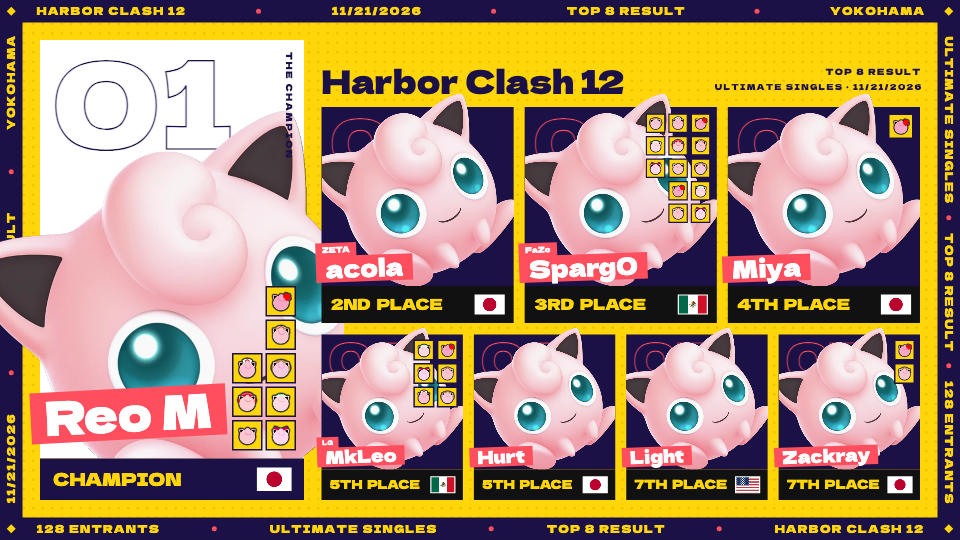 HARBOR CLASH 12 • 11/21/2026 • TOP 8 RESULT • YOKOHAMA
YOKOHAMA
11/21/2026
01
THE CHAMPION
Reo M
CHAMPION
Harbor Clash 12
TOP 8 RESULT
ULTIMATE SINGLES · 11/21/2026
ZETA
acola
2ND PLACE
PaZe
Sparg0
3RD PLACE
Miya
4TH PLACE
LG
MkLeo
5TH PLACE
Hurt
5TH PLACE
Light
7TH PLACE
Zackray
7TH PLACE
ULTIMATE SINGLES • TOP 8 RESULT • 128 ENTRANTS
128 ENTRANTS • ULTIMATE SINGLES • TOP 8 RESULT • HARBOR CLASH 12